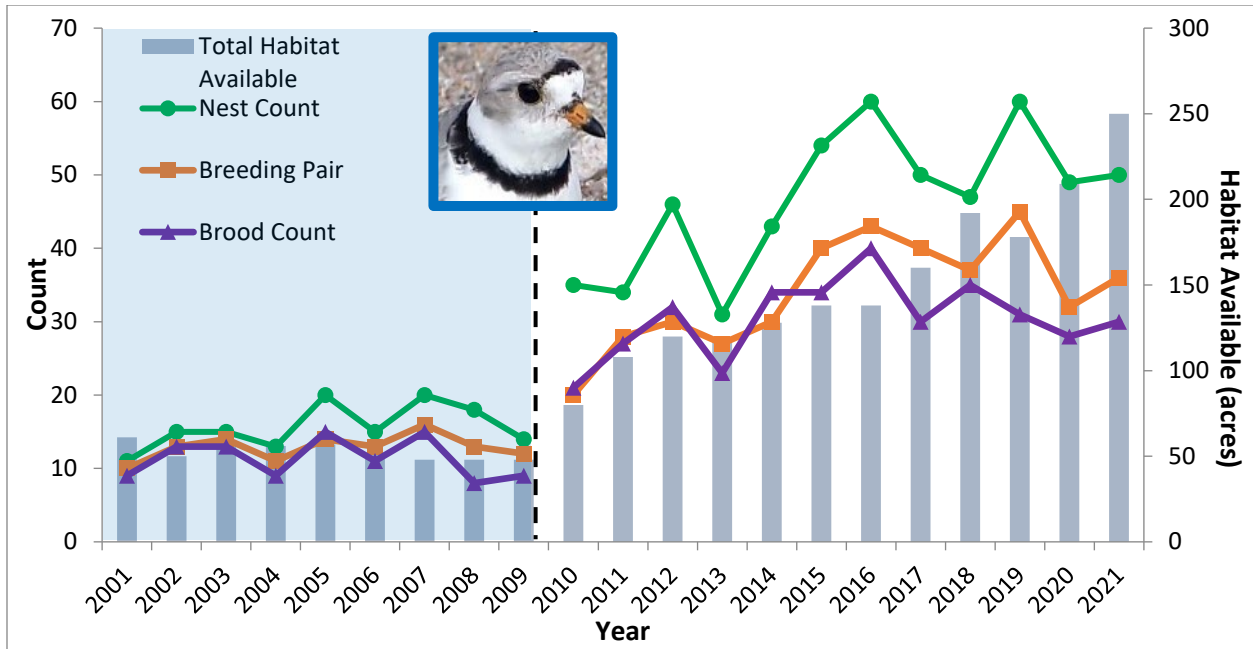 70
60
50
40
30
20
10
0
Count
Total Habitat
Available
Nest Count
Breeding Pair
Brood Count
300
250
200
150
100
50
0
Habitat Available (acres)
2001 2002 2003 2004 2005 2006 2007 2008 2009 2010 2011 2012 2013 2014 2015 2016 2017 2018 2019 2020 2021
Year